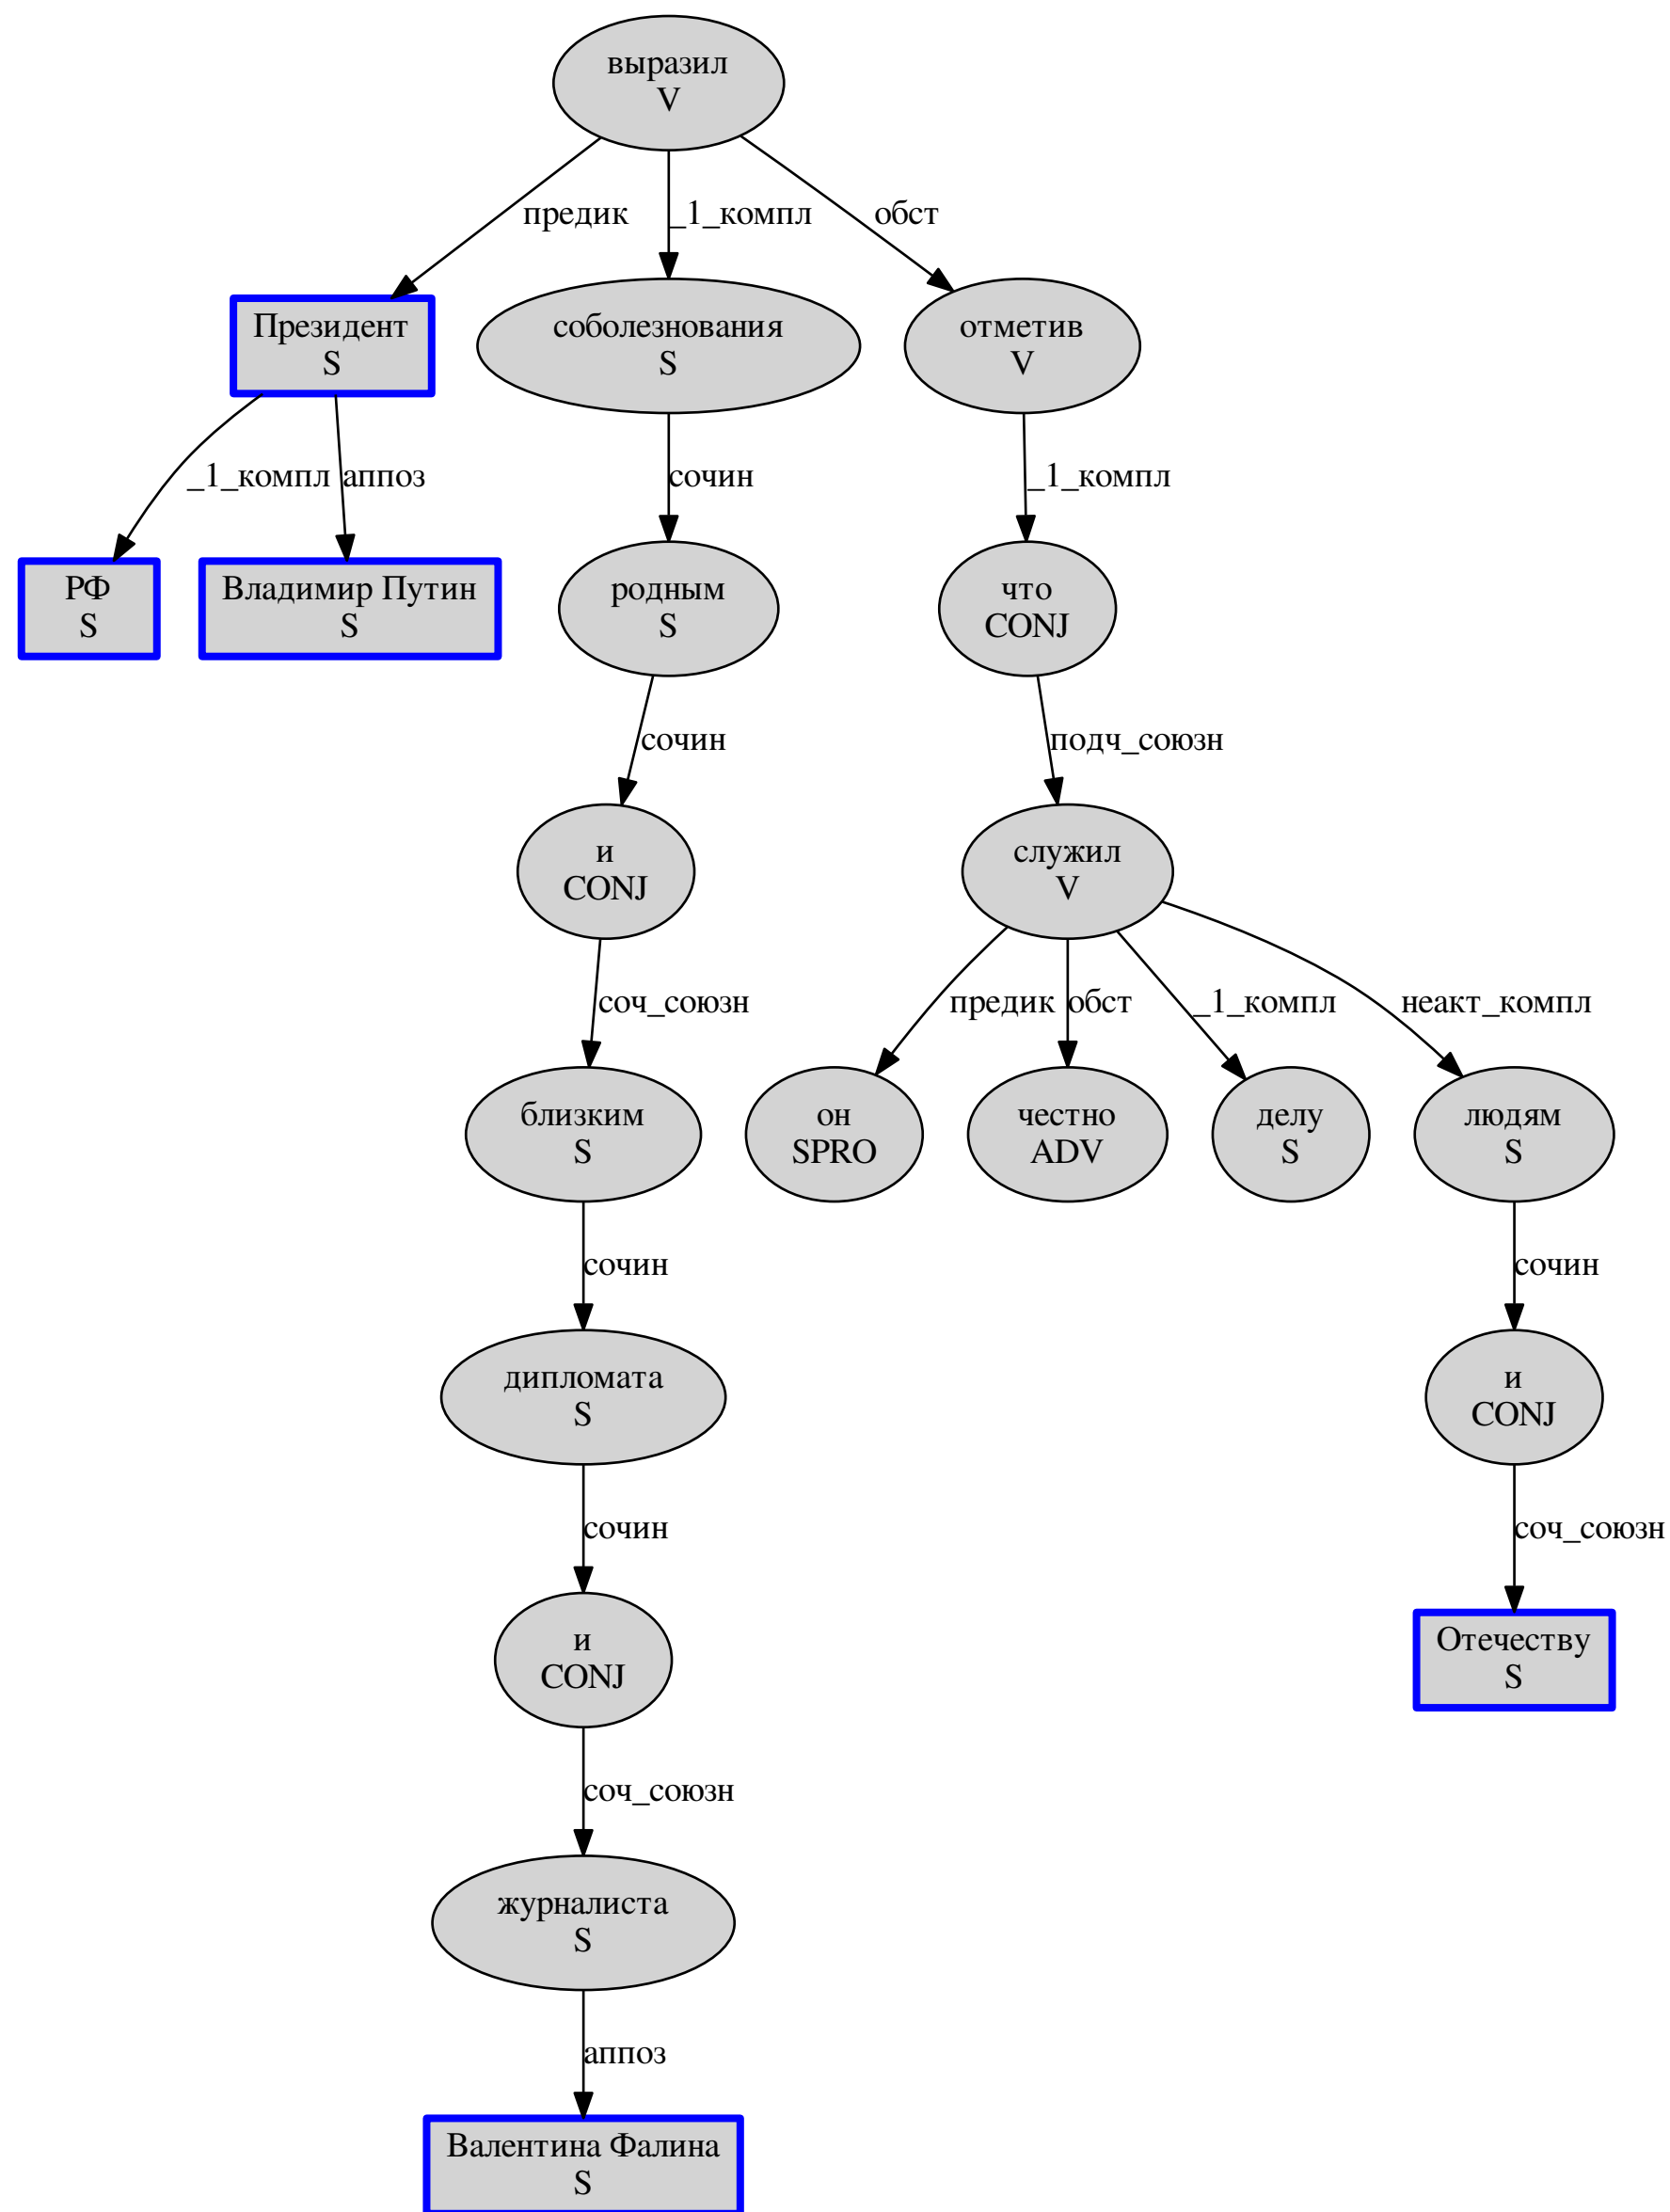 выразил
V
предик
_1_компл
обст
Президент
S
соболезнования
S
отметив
V
_1_компл
аппоз
сочин
_1_компл
РФ
S
Владимир Путин
S
родным
S
что
CONJ
сочин
подч_союзн
и
CONJ
служил
V
соч_союзн
предик
обст
_1_компл
неакт_компл
близким
S
он
SPRO
честно
ADV
делу
S
людям
S
сочин
сочин
дипломата
S
и
CONJ
сочин
соч_союзн
и
CONJ
Отечеству
S
соч_союзн
журналиста
S
аппоз
Валентина Фалина
S